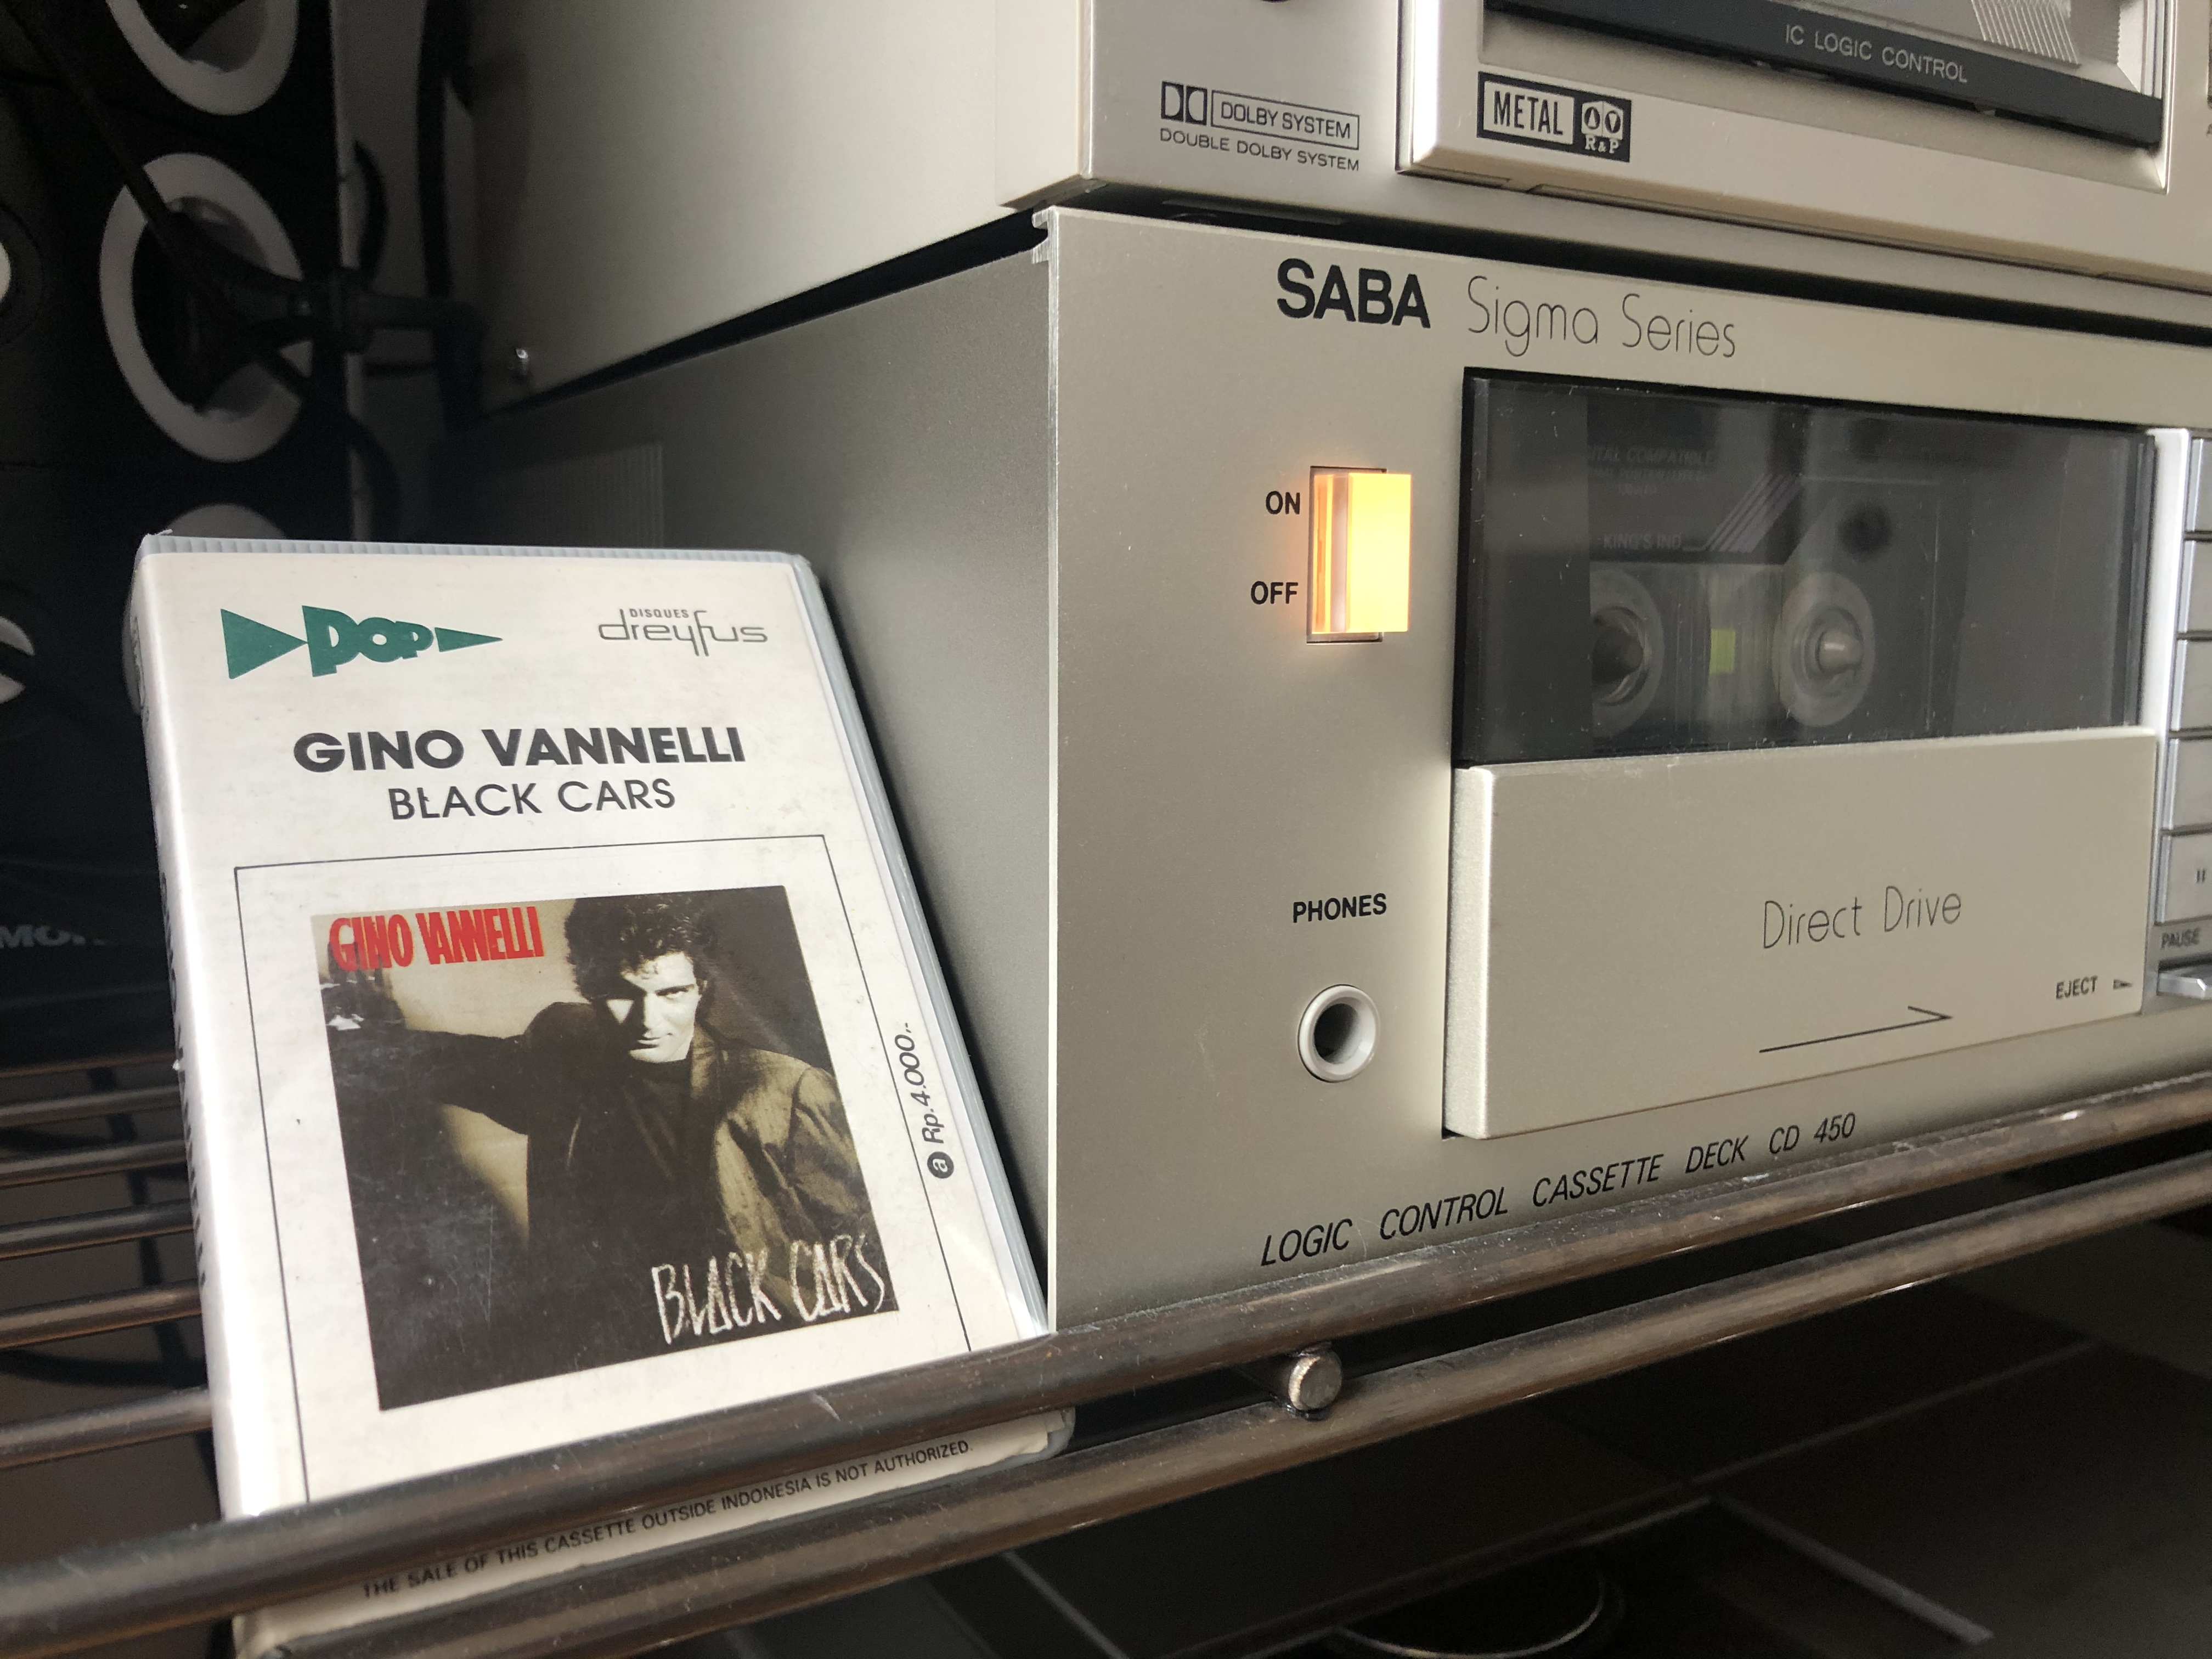 IC LOGIC CONTROL
DOLBY SYSTEM
DOUBLE DOLBY SYSTEM
METAL
R&P
SABA Sigma Series
ON
OFF
KING'S IND
PHONES
Direct Drive
PAUSE
EJECT
LOGIC CONTROL CASSETTE DECK CD 450
POP
DISQUES
dreyfus
GINO VANNELLI
BLACK CARS
GINO VANNELLI
BLACK CARS
a Rp.4.000,-
THE SALE OF THIS CASSETTE OUTSIDE INDONESIA IS NOT AUTHORIZED.